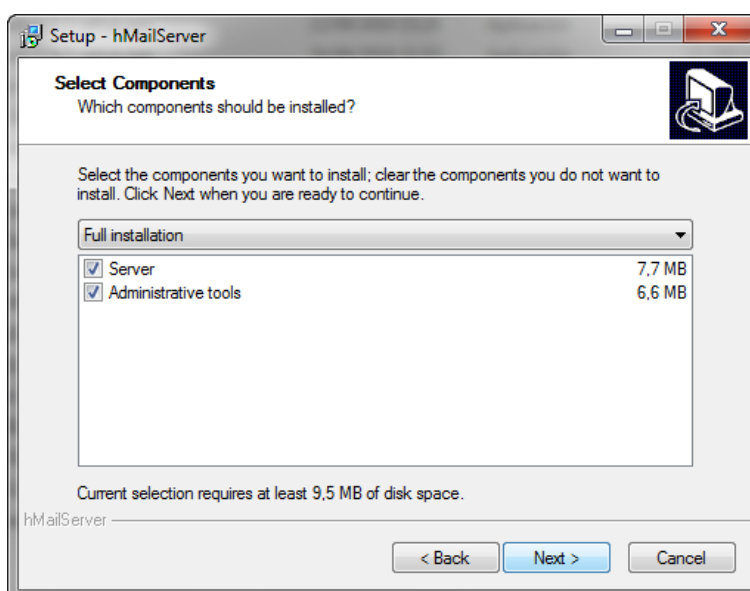 Setup - hMailServer
Select Components
Which components should be installed?
Select the components you want to install; clear the components you do not want to
install. Click Next when you are ready to continue.
Full installation
Server 7,7 MB
Administrative tools 6,6 MB
Current selection requires at least 9,5 MB of disk space.
hMailServer
< Back Next > Cancel